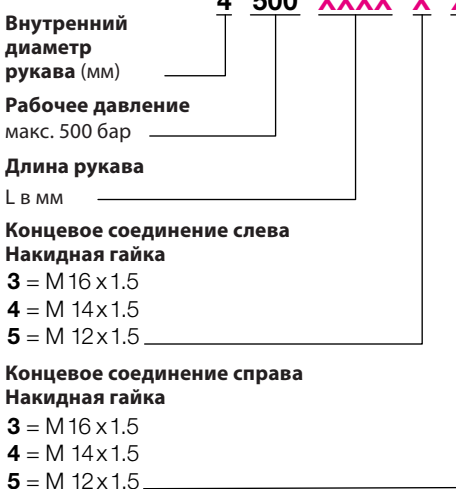 4 500 XXXX X
Внутренний
диаметр
рукава (мм)
Рабочее давление
макс. 500 бар
Длина рукава
L в мм
Концевое соединение слева
Накидная гайка
3 = M 16 x 1.5
4 = M 14 x 1.5
5 = M 12 x 1.5
Концевое соединение справа
Накидная гайка
3 = M 16 x 1.5
4 = M 14 x 1.5
5 = M 12 x 1.5